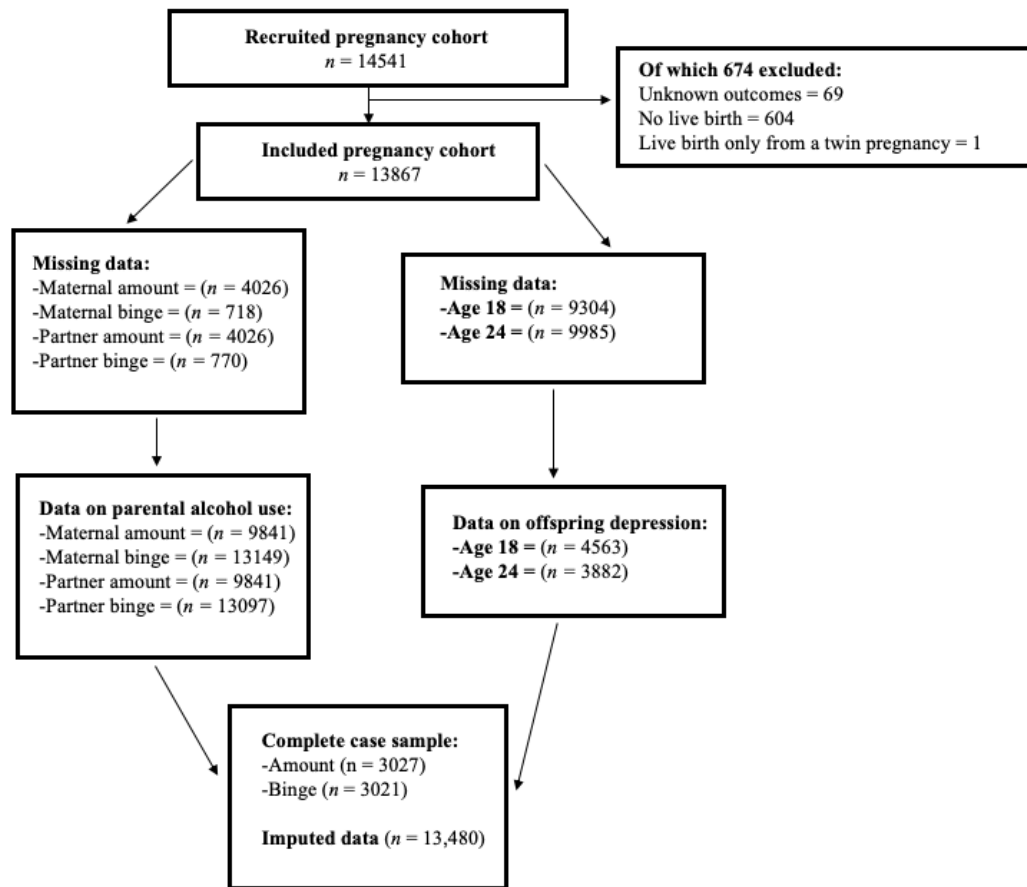 Recruited pregnancy cohort
n = 14541
Of which 674 excluded:
Unknown outcomes = 69
No live birth = 604
Live birth only from a twin pregnancy = 1
Included pregnancy cohort
n = 13867
Missing data:
-Maternal amount = (n = 4026)
-Maternal binge = (n = 718)
-Partner amount = (n = 4026)
-Partner binge = (n = 770)
Missing data:
-Age 18 = (n = 9304)
-Age 24 = (n = 9985)
Data on parental alcohol use:
-Maternal amount = (n = 9841)
-Maternal binge = (n = 13149)
-Partner amount = (n = 9841)
-Partner binge = (n = 13097)
Data on offspring depression:
-Age 18 = (n = 4563)
-Age 24 = (n = 3882)
Complete case sample:
-Amount (n = 3027)
-Binge (n = 3021)
Imputed data (n = 13,480)